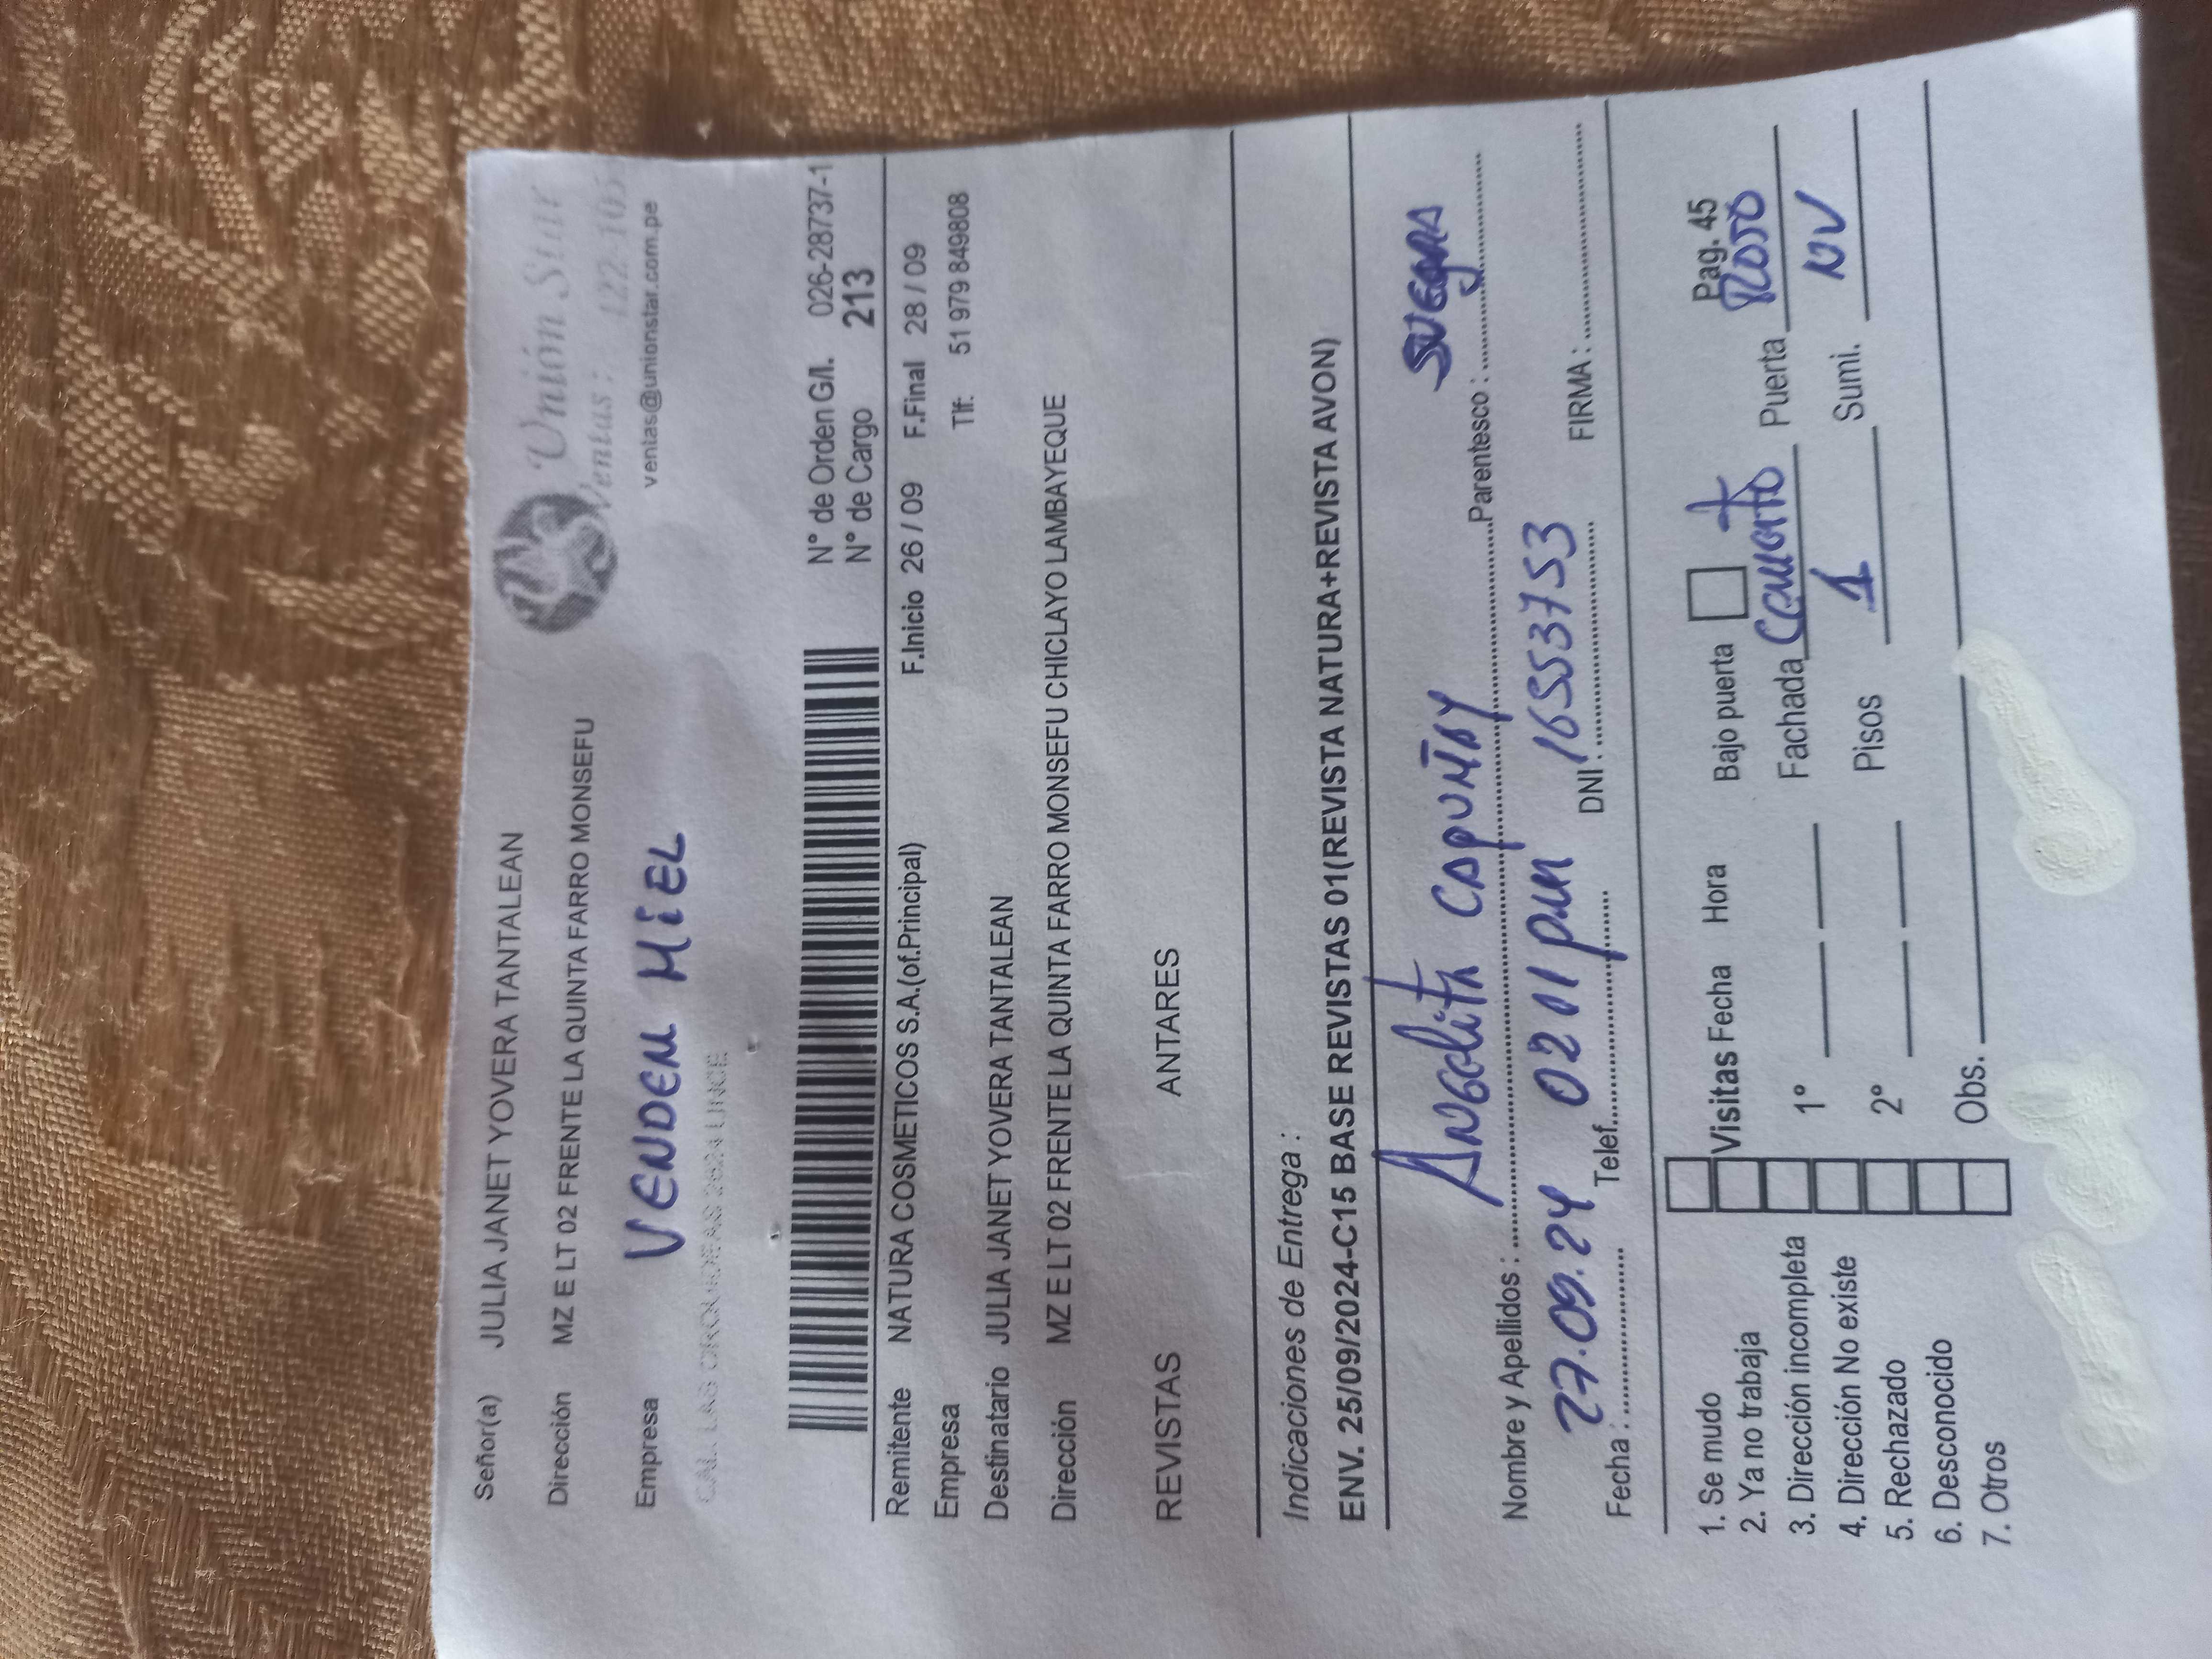 Unión Star
Ventas :
ventas@unionstar.com.pe
Señor(a) JULIA JANET YOVERA TANTALEAN
Dirección MZ E LT 02 FRENTE LA QUINTA FARRO MONSEFU
Empresa VENDEN MIEL
N° de Orden G/I. 026-28737-1
N° de Cargo 213
Remitente NATURA COSMETICOS S.A.(of.Principal) F.Inicio 26 / 09 F.Final 28 / 09
Empresa Tlf: 51 979 849808
Destinatario JULIA JANET YOVERA TANTALEAN
Dirección MZ E LT 02 FRENTE LA QUINTA FARRO MONSEFU CHICLAYO LAMBAYEQUE
REVISTAS ANTARES
Indicaciones de Entrega :
ENV. 25/09/2024-C15 BASE REVISTAS 01(REVISTA NATURA+REVISTA AVON)
Nombre y Apellidos : Angelita Capuñay Parentesco : SUEGRA
Fecha : 27.09.24 Telef. 0211 pm DNI : 16553753 FIRMA :
Pag. 45
1. Se mudo
2. Ya no trabaja
3. Dirección incompleta
4. Dirección No existe
5. Rechazado
6. Desconocido
7. Otros
Visitas Fecha Hora Bajo puerta
1° Fachada Puerta
2° Pisos 1 Sumi. NV
Obs.